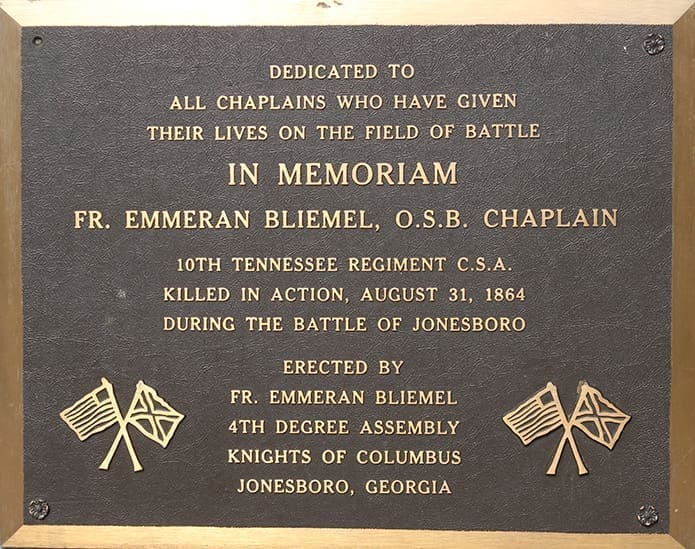 DEDICATED TO
ALL CHAPLAINS WHO HAVE GIVEN
THEIR LIVES ON THE FIELD OF BATTLE
IN MEMORIAM
FR. EMMERAN BLIEMEL, O.S.B. CHAPLAIN
10TH TENNESSEE REGIMENT C.S.A.
KILLED IN ACTION, AUGUST 31, 1864
DURING THE BATTLE OF JONESBORO
ERECTED BY
FR. EMMERAN BLIEMEL
4TH DEGREE ASSEMBLY
KNIGHTS OF COLUMBUS
JONESBORO, GEORGIA